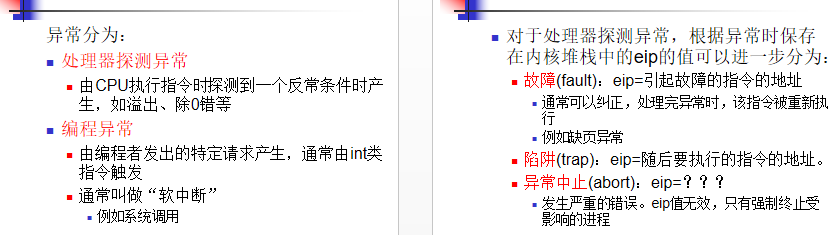 异常分为：
处理器探测异常
由CPU执行指令时探测到一个反常条件时产
生，如溢出、除0错等
编程异常
由编程者发出的特定请求产生，通常由int类
指令触发
通常叫做“软中断”
例如系统调用
对于处理器探测异常，根据异常时保存
在内核堆栈中的eip的值可以进一步分为：
故障(fault)：eip=引起故障的指令的地址
通常可以纠正，处理完异常时，该指令被重新执
行
例如缺页异常
陷阱(trap)：eip=随后要执行的指令的地址。
异常中止(abort)：eip=？？？
发生严重的错误。eip值无效，只有强制终止受
影响的进程